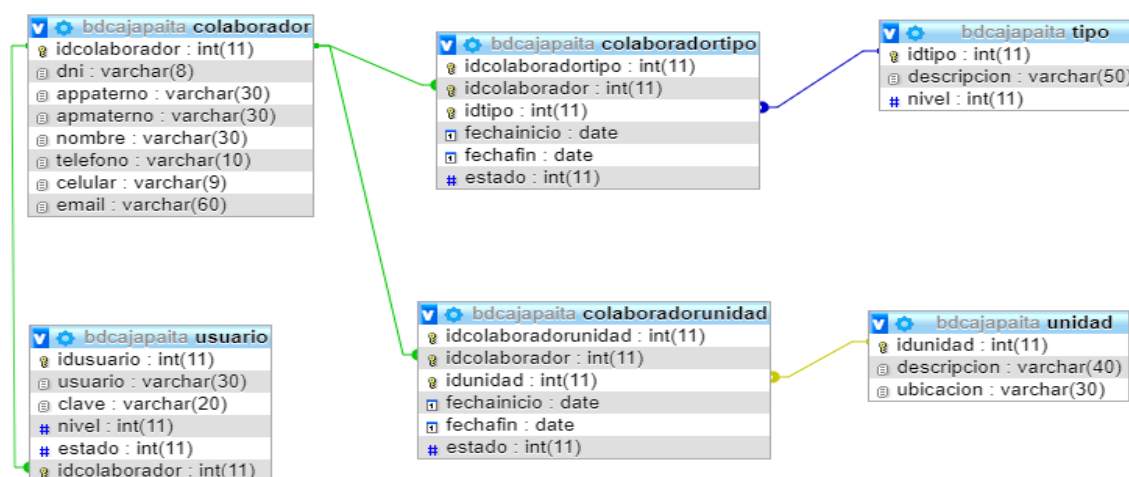 bdcajapaita colaborador
idcolaborador : int(11)
dni : varchar(8)
appaterno : varchar(30)
apmaterno : varchar(30)
nombre : varchar(30)
telefono : varchar(10)
celular : varchar(9)
email : varchar(60)
bdcajapaita colaboradortipo
idcolaboradortipo : int(11)
idcolaborador : int(11)
idtipo : int(11)
fechainicio : date
fechafin : date
estado : int(11)
bdcajapaita tipo
idtipo : int(11)
descripcion : varchar(50)
nivel : int(11)
bdcajapaita usuario
idusuario : int(11)
usuario : varchar(30)
clave : varchar(20)
nivel : int(11)
estado : int(11)
idcolaborador : int(11)
bdcajapaita colaboradorunidad
idcolaboradorunidad : int(11)
idcolaborador : int(11)
idunidad : int(11)
fechainicio : date
fechafin : date
estado : int(11)
bdcajapaita unidad
idunidad : int(11)
descripcion : varchar(40)
ubicacion : varchar(30)